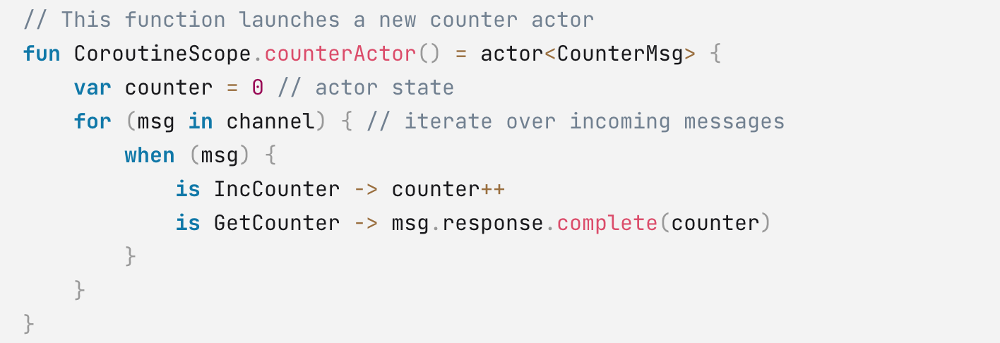 // This function launches a new counter actor
fun CoroutineScope.counterActor() = actor<CounterMsg> {
    var counter = 0 // actor state
    for (msg in channel) { // iterate over incoming messages
        when (msg) {
            is IncCounter -> counter++
            is GetCounter -> msg.response.complete(counter)
        }
    }
}